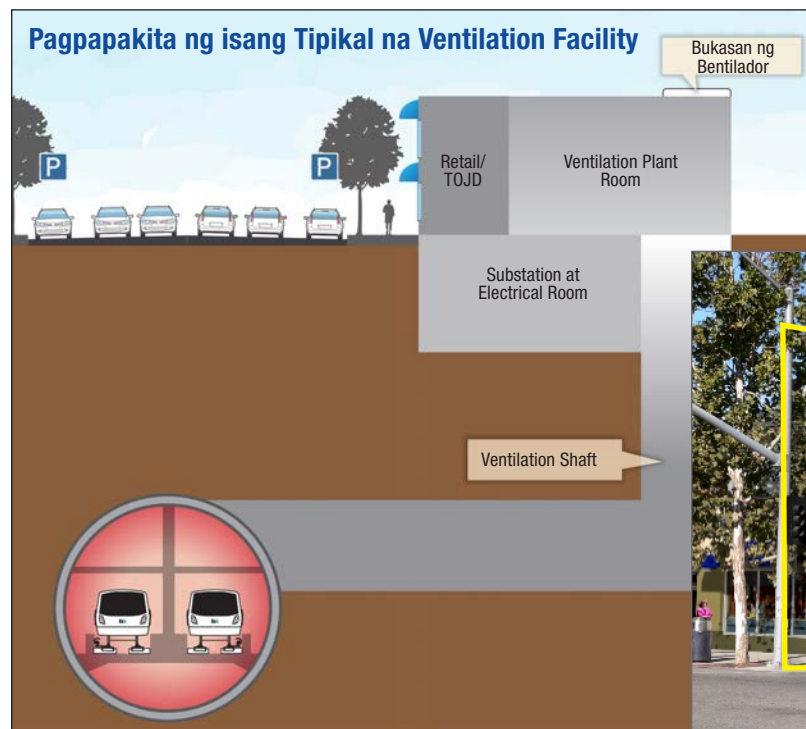 Pagpapakita ng isang Tipikal na Ventilation Facility
Bukasan ng
Bentilador
P
P
Retail/
TOJD
Ventilation Plant
Room
Substation at
Electrical Room
Ventilation Shaft